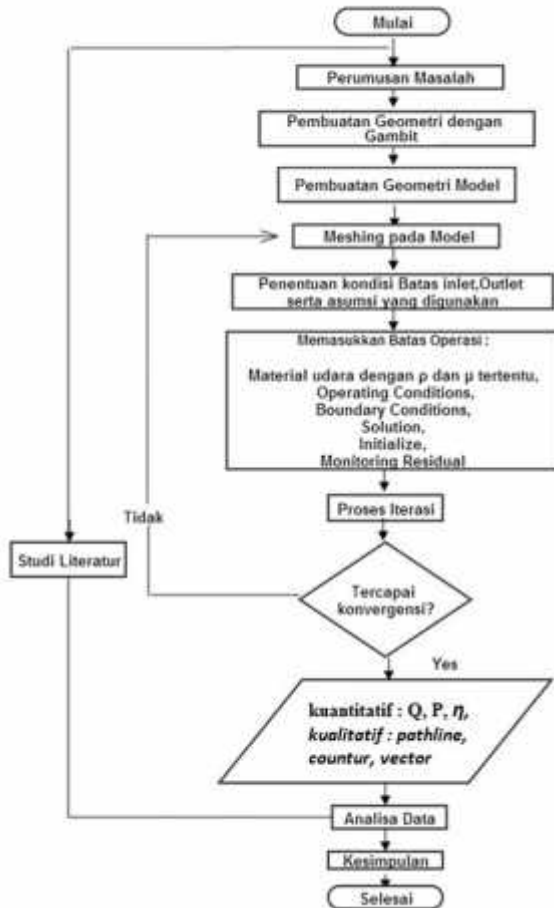 Mulai
Perumusan Masalah
Pembuatan Geometri dengan
Gambit
Pembuatan Geometri Model
Meshing pada Model
Penentuan kondisi Batas inlet,Outlet
serta asumsi yang digunakan
Memasukkan Batas Operasi :
Material udara dengan ρ dan μ tertentu,
Operating Conditions,
Boundary Conditions,
Solution,
Initialize,
Monitoring Residual
Proses Iterasi
Tidak
Studi Literatur
Tercapai
konvergensi?
Yes
kuantitatif : Q, P, η,
kualitatif : pathline,
countur, vector
Analisa Data
Kesimpulan
Selesai